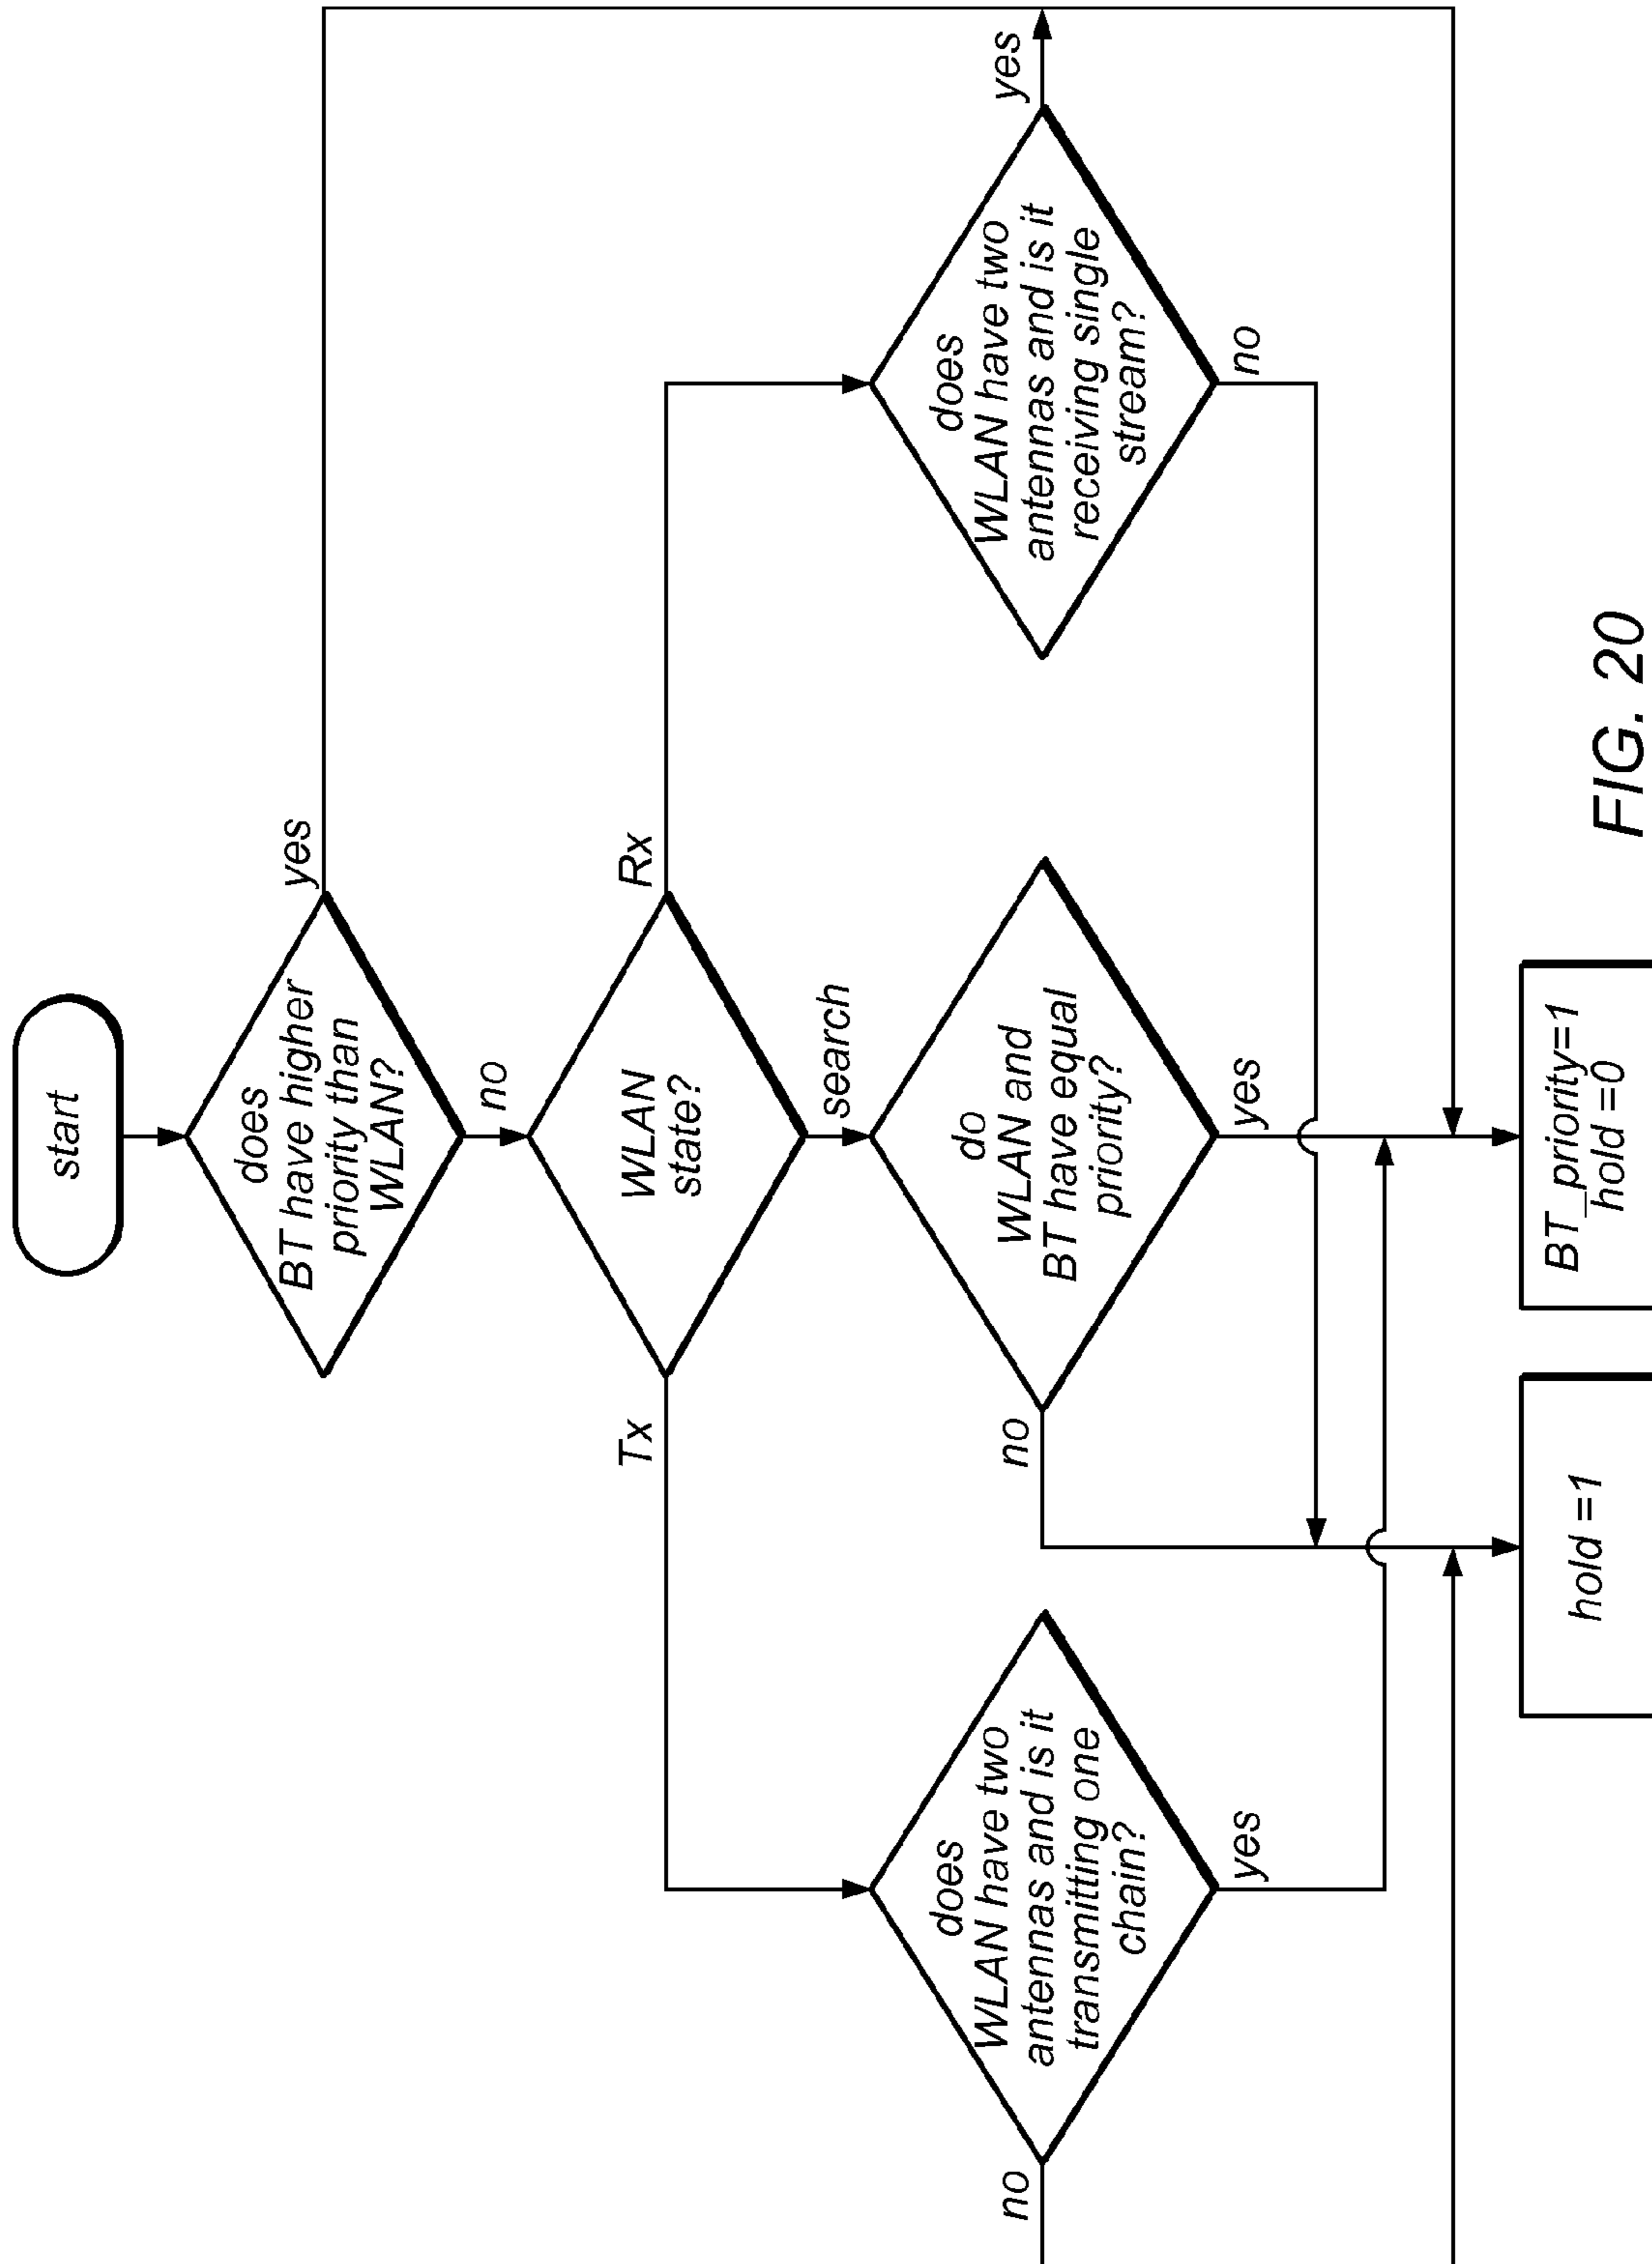 start
does
BT have higher
priority than
WLAN?
yes
no
WLAN
state?
Tx
Rx
search
does
WLAN have two
antennas and is it
transmitting one
chain?
no
yes
do
WLAN and
BT have equal
priority?
no
yes
does
WLAN have two
antennas and is it
receiving single
stream?
yes
no
hold =1
BT_priority=1
hold =0
FIG. 20